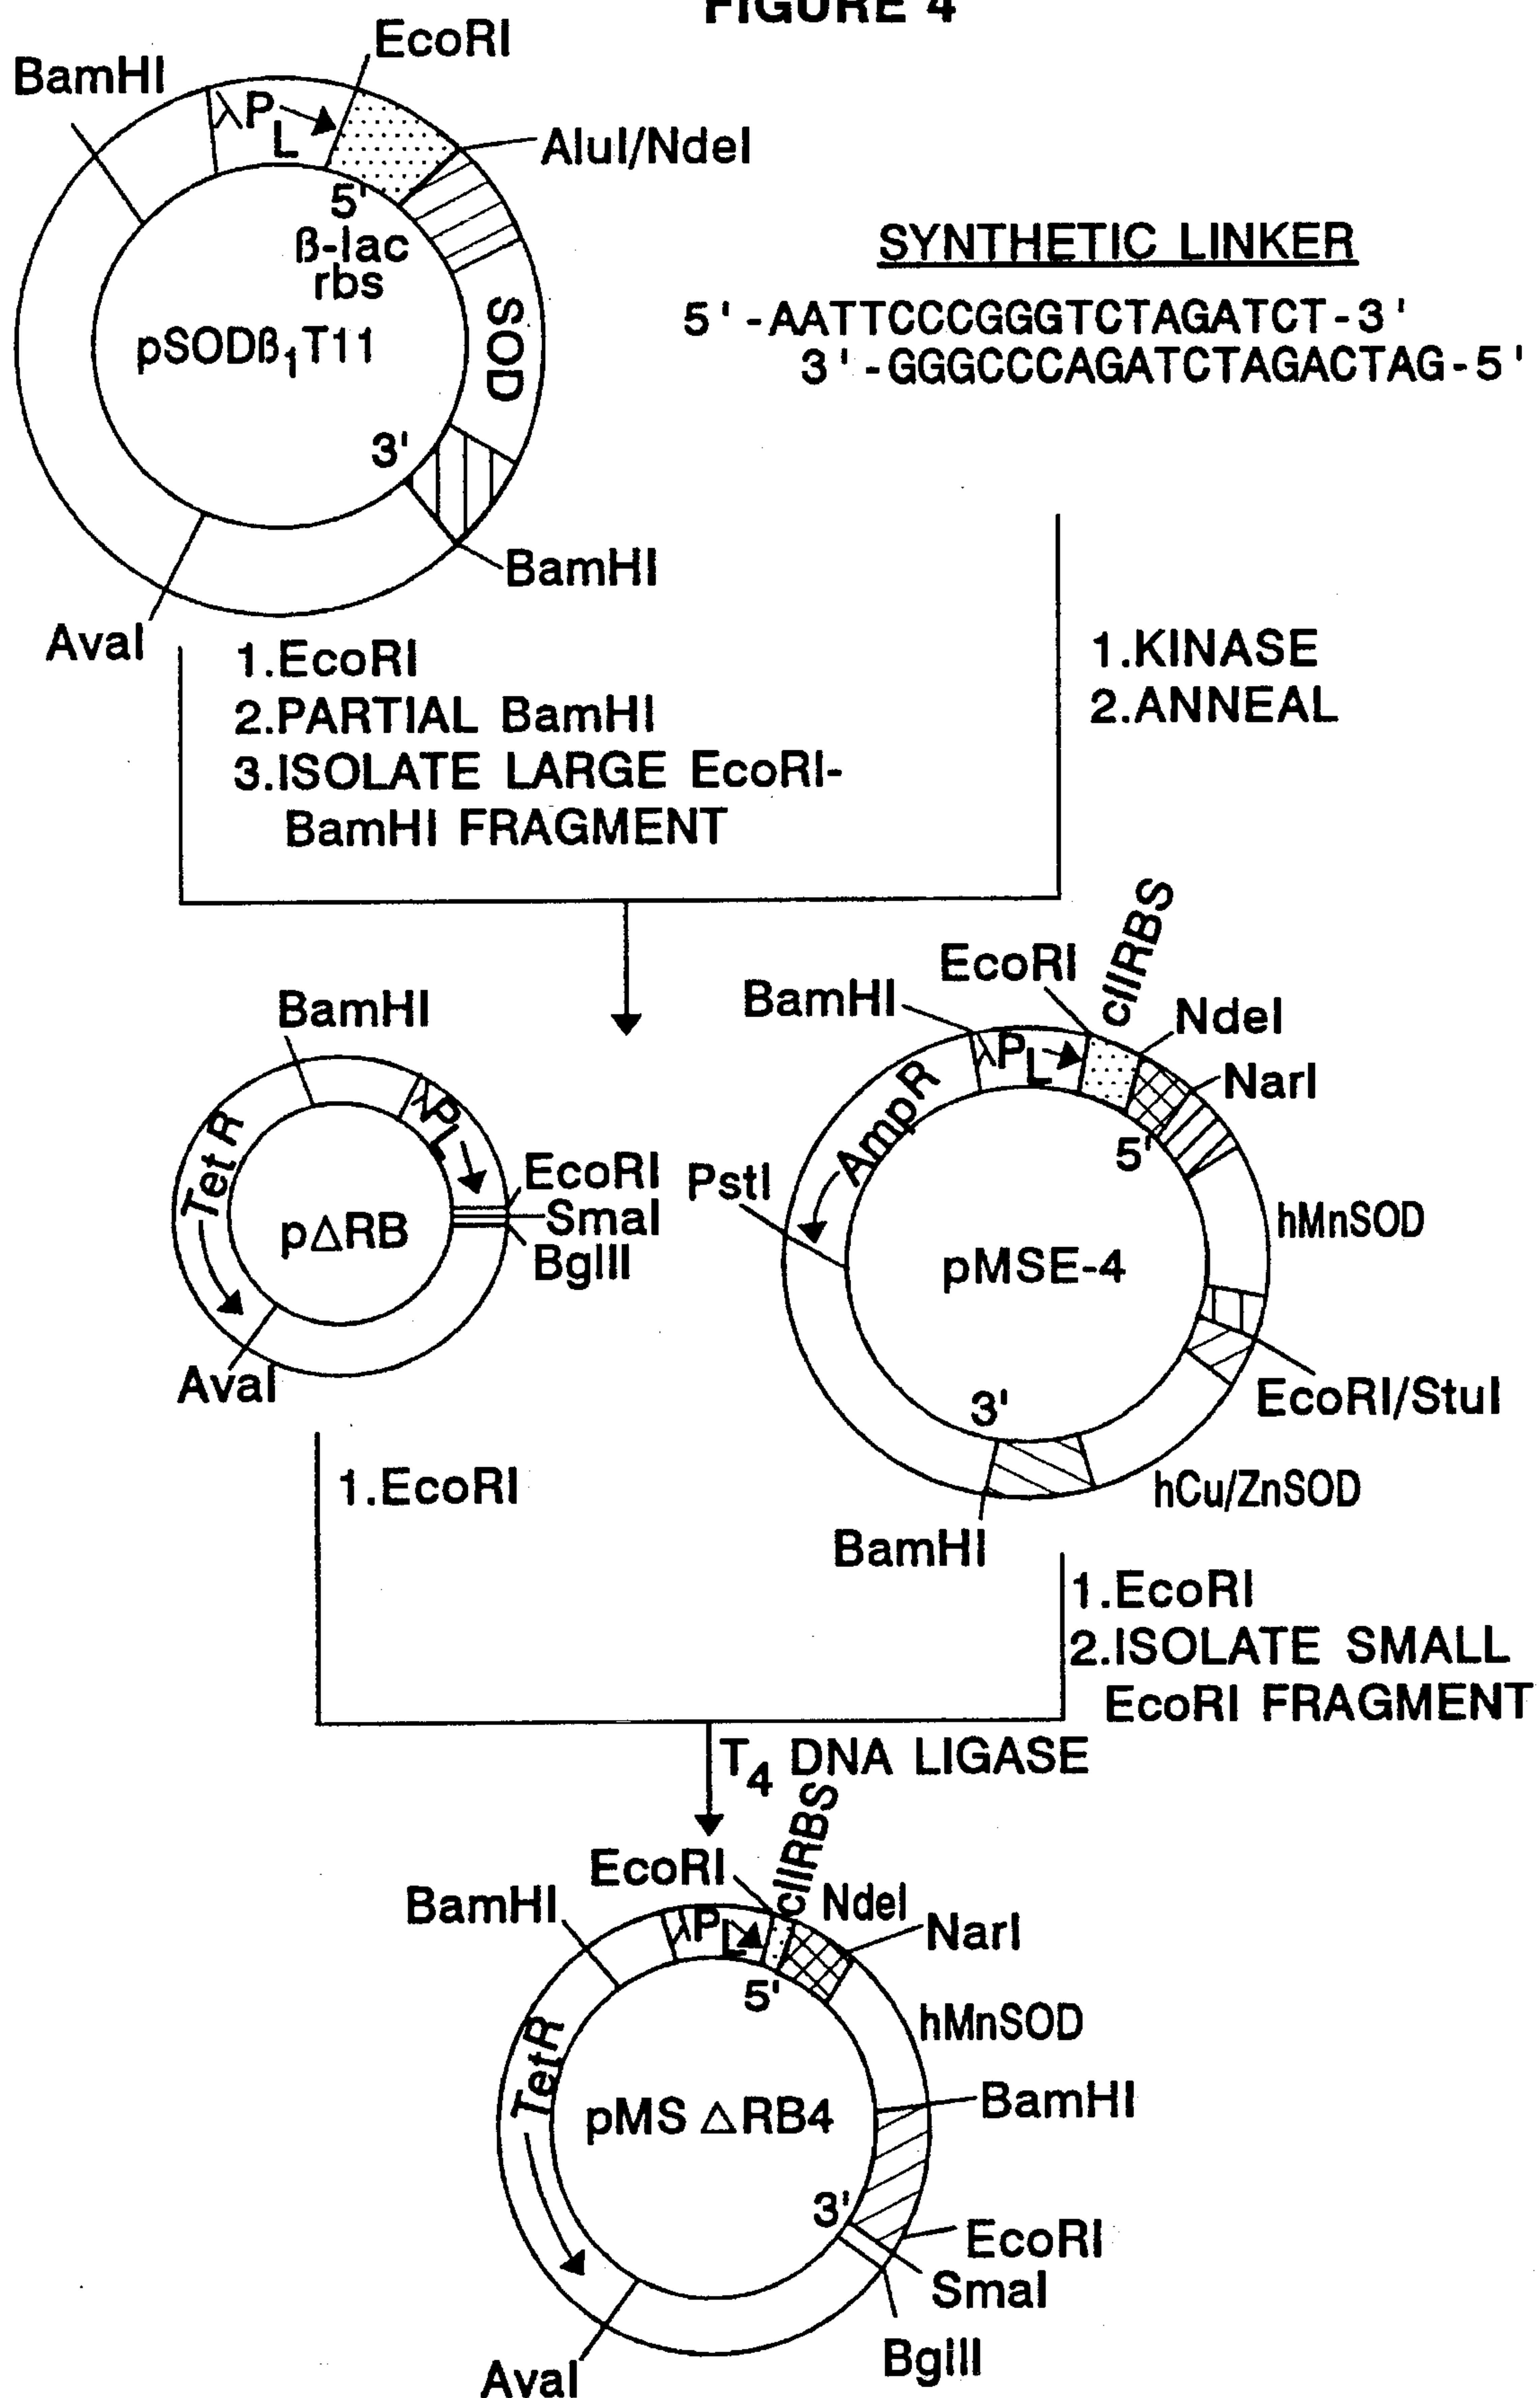 FIGURE 4
EcoRI
BamHI
λPL
AluI/NdeI
5'
β-lac
rbs
pSODβ1T11
SOD
3'
BamHI
AvaI
SYNTHETIC LINKER
5'-AATTCCCGGGTCTAGATCT-3'
3'-GGGCCCAGATCTAGACTAG-5'
1.EcoRI
2.PARTIAL BamHI
3.ISOLATE LARGE EcoRI-
BamHI FRAGMENT
1.KINASE
2.ANNEAL
BamHI
λPL
TetR
pΔRB
EcoRI
SmaI
BglII
AvaI
cIIRBS
EcoRI
BamHI
NdeI
λPL
NarI
AmpR
5'
PstI
hMnSOD
pMSE-4
EcoRI/StuI
3'
hCu/ZnSOD
BamHI
1.EcoRI
1.EcoRI
2.ISOLATE SMALL
EcoRI FRAGMENT
T4 DNA LIGASE
cIIRBS
EcoRI
BamHI
NdeI
λPL
NarI
5'
hMnSOD
TetR
BamHI
pMS ΔRB4
3'
EcoRI
SmaI
BglII
AvaI